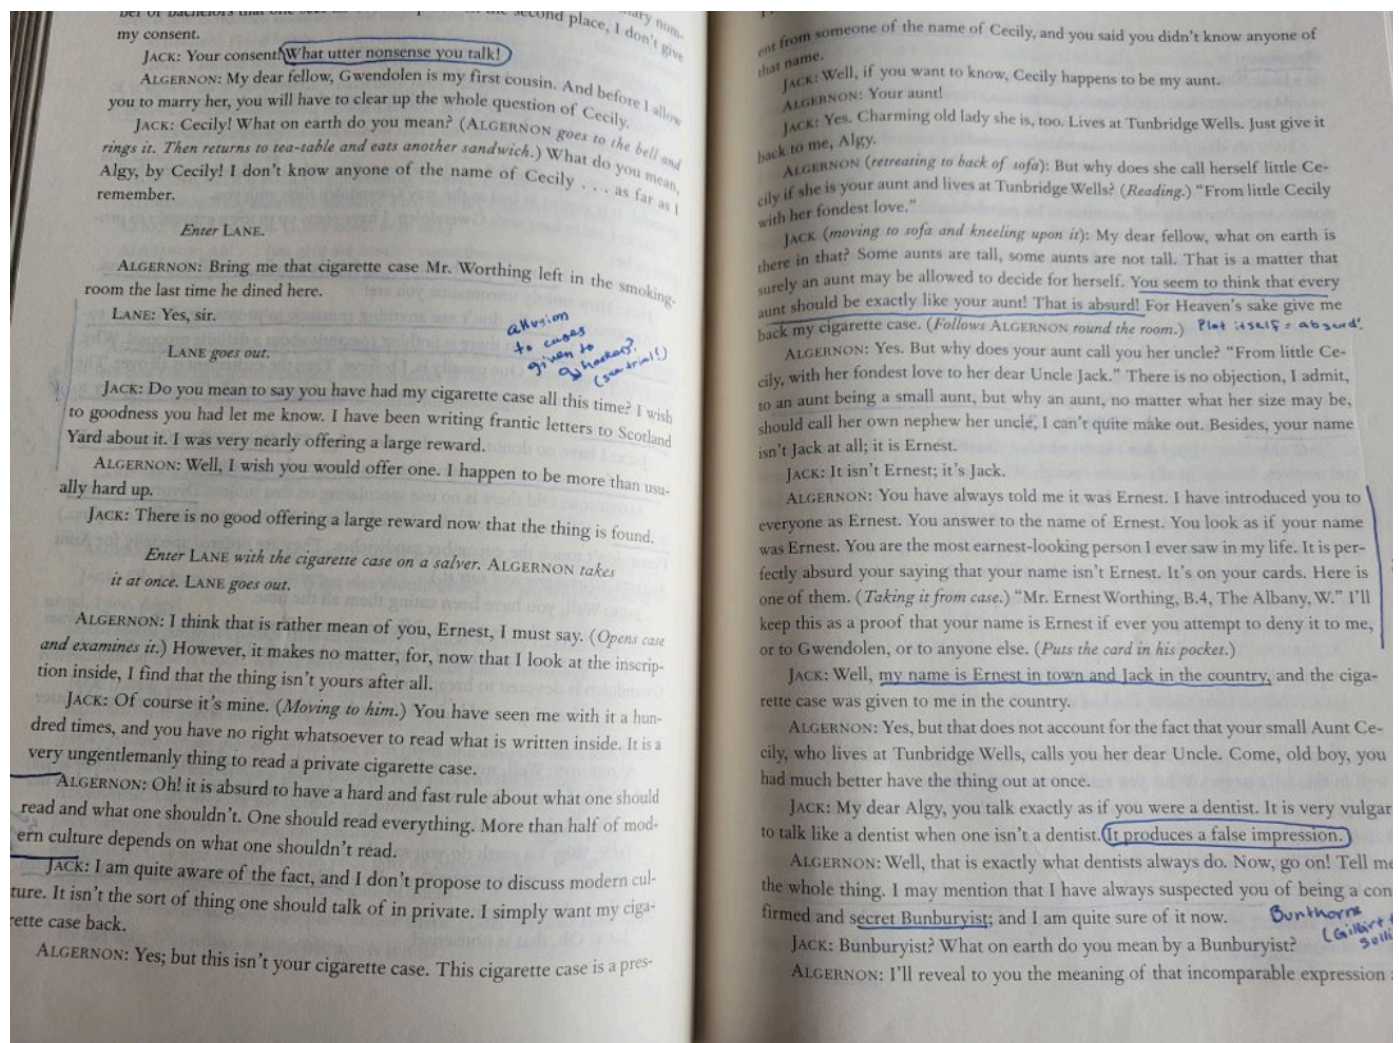 ber of bachelors that one sees
second place, I don't give
my consent.
JACK: Your consent! What utter nonsense you talk!
ALGERNON: My dear fellow, Gwendolen is my first cousin. And before I allow
you to marry her, you will have to clear up the whole question of Cecily.
JACK: Cecily! What on earth do you mean? (ALGERNON goes to the bell and
rings it. Then returns to tea-table and eats another sandwich.) What do you mean,
Algy, by Cecily! I don't know anyone of the name of Cecily . . . as far as I
remember.
Enter LANE.
ALGERNON: Bring me that cigarette case Mr. Worthing left in the smoking-
room the last time he dined here.
LANE: Yes, sir.
LANE goes out.
allusion
to cases
given to
(see trial!)
JACK: Do you mean to say you have had my cigarette case all this time? I wish
to goodness you had let me know. I have been writing frantic letters to Scotland
Yard about it. I was very nearly offering a large reward.
ALGERNON: Well, I wish you would offer one. I happen to be more than usu-
ally hard up.
JACK: There is no good offering a large reward now that the thing is found.
Enter LANE with the cigarette case on a salver. ALGERNON takes
it at once. LANE goes out.
ALGERNON: I think that is rather mean of you, Ernest, I must say. (Opens case
and examines it.) However, it makes no matter, for, now that I look at the inscrip-
tion inside, I find that the thing isn't yours after all.
JACK: Of course it's mine. (Moving to him.) You have seen me with it a hun-
dred times, and you have no right whatsoever to read what is written inside. It is a
very ungentlemanly thing to read a private cigarette case.
ALGERNON: Oh! it is absurd to have a hard and fast rule about what one should
read and what one shouldn't. One should read everything. More than half of mod-
ern culture depends on what one shouldn't read.
JACK: I am quite aware of the fact, and I don't propose to discuss modern cul-
ture. It isn't the sort of thing one should talk of in private. I simply want my ciga-
rette case back.
ALGERNON: Yes; but this isn't your cigarette case. This cigarette case is a pres-
ent from someone of the name of Cecily, and you said you didn't know anyone of
that name.
JACK: Well, if you want to know, Cecily happens to be my aunt.
ALGERNON: Your aunt!
JACK: Yes. Charming old lady she is, too. Lives at Tunbridge Wells. Just give it
back to me, Algy.
ALGERNON (retreating to back of sofa): But why does she call herself little Ce-
cily if she is your aunt and lives at Tunbridge Wells? (Reading.) "From little Cecily
with her fondest love."
JACK (moving to sofa and kneeling upon it): My dear fellow, what on earth is
there in that? Some aunts are tall, some aunts are not tall. That is a matter that
surely an aunt may be allowed to decide for herself. You seem to think that every
aunt should be exactly like your aunt! That is absurd! For Heaven's sake give me
back my cigarette case. (Follows ALGERNON round the room.) Plot itself = absurd!
ALGERNON: Yes. But why does your aunt call you her uncle? "From little Ce-
cily, with her fondest love to her dear Uncle Jack." There is no objection, I admit,
to an aunt being a small aunt, but why an aunt, no matter what her size may be,
should call her own nephew her uncle, I can't quite make out. Besides, your name
isn't Jack at all; it is Ernest.
JACK: It isn't Ernest; it's Jack.
ALGERNON: You have always told me it was Ernest. I have introduced you to
everyone as Ernest. You answer to the name of Ernest. You look as if your name
was Ernest. You are the most earnest-looking person I ever saw in my life. It is per-
fectly absurd your saying that your name isn't Ernest. It's on your cards. Here is
one of them. (Taking it from case.) "Mr. Ernest Worthing, B.4, The Albany, W." I'll
keep this as a proof that your name is Ernest if ever you attempt to deny it to me,
or to Gwendolen, or to anyone else. (Puts the card in his pocket.)
JACK: Well, my name is Ernest in town and Jack in the country, and the ciga-
rette case was given to me in the country.
ALGERNON: Yes, but that does not account for the fact that your small Aunt Ce-
cily, who lives at Tunbridge Wells, calls you her dear Uncle. Come, old boy, you
had much better have the thing out at once.
JACK: My dear Algy, you talk exactly as if you were a dentist. It is very vulgar
to talk like a dentist when one isn't a dentist. It produces a false impression.
ALGERNON: Well, that is exactly what dentists always do. Now, go on! Tell me
the whole thing. I may mention that I have always suspected you of being a con
firmed and secret Bunburyist; and I am quite sure of it now.
Bunthorne
(Gilbert +
Sulli
JACK: Bunburyist? What on earth do you mean by a Bunburyist?
ALGERNON: I'll reveal to you the meaning of that incomparable expression